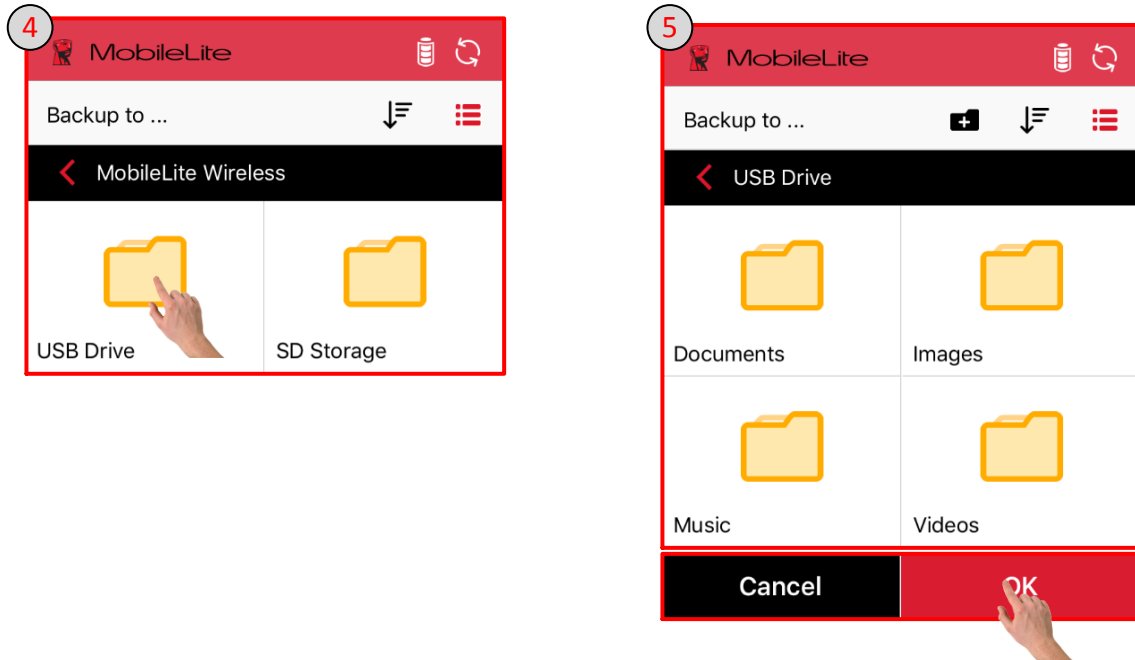 4
MobileLite
Backup to ...
MobileLite Wireless
USB Drive
SD Storage
5
MobileLite
Backup to ...
USB Drive
Documents
Images
Music
Videos
Cancel
OK